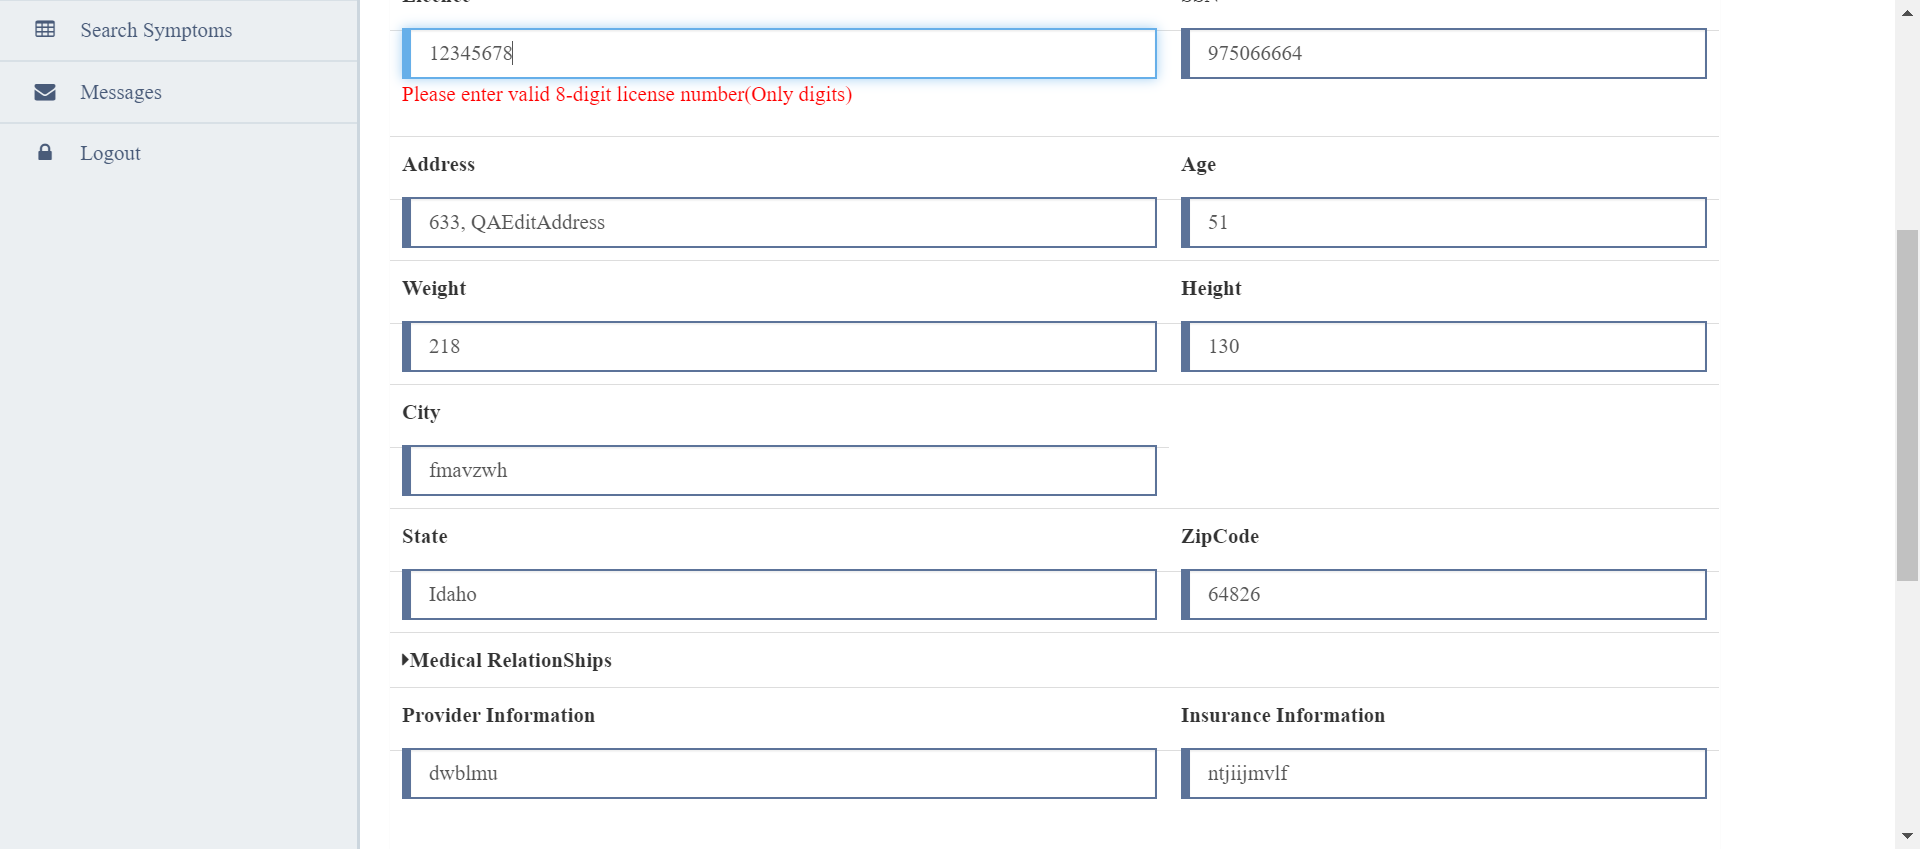 Search Symptoms
Messages
Logout
12345678
975066664
Please enter valid 8-digit license number(Only digits)
Address
Age
633, QAEditAddress
51
Weight
Height
218
130
City
fmavzwh
State
ZipCode
Idaho
64826
Medical RelationShips
Provider Information
Insurance Information
dwblmu
ntjiijmvlf